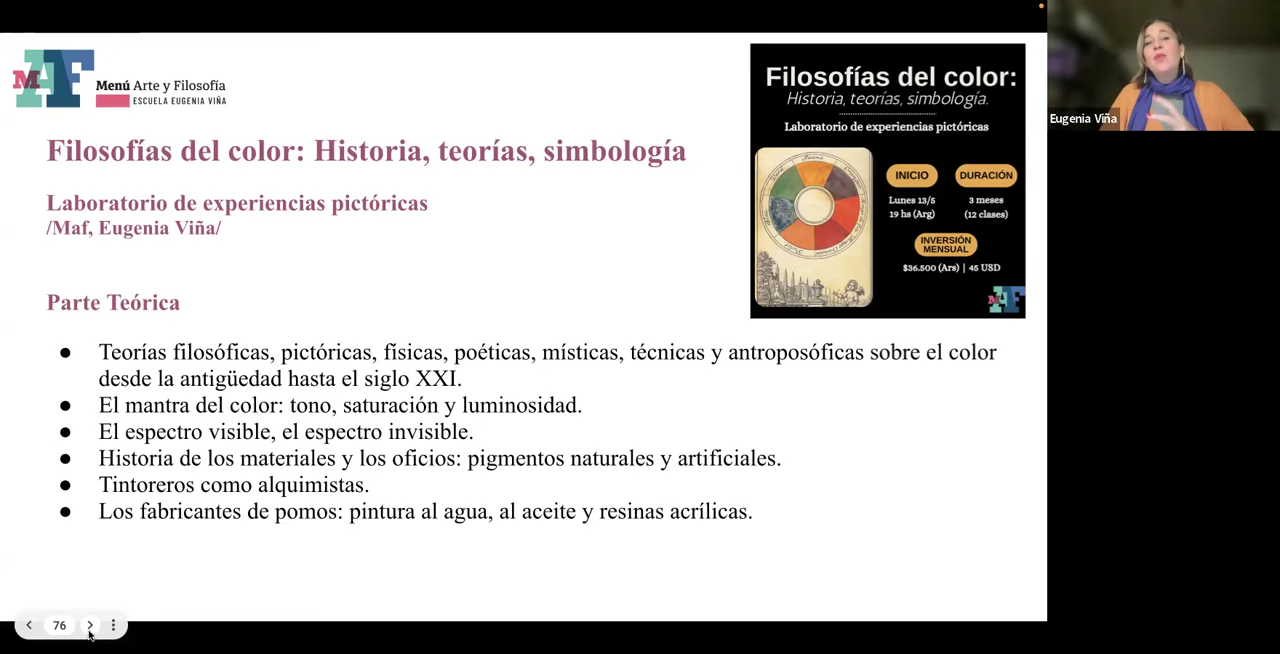 MAF
Menú Arte y Filosofía
ESCUELA EUGENIA VIÑA
Filosofías del color: Historia, teorías, simbología
Laboratorio de experiencias pictóricas
/Maf, Eugenia Viña/
Parte Teórica
● Teorías filosóficas, pictóricas, físicas, poéticas, místicas, técnicas y antroposóficas sobre el color
desde la antigüedad hasta el siglo XXI.
● El mantra del color: tono, saturación y luminosidad.
● El espectro visible, el espectro invisible.
● Historia de los materiales y los oficios: pigmentos naturales y artificiales.
● Tintoreros como alquimistas.
● Los fabricantes de pomos: pintura al agua, al aceite y resinas acrílicas.
Filosofías del color:
Historia, teorías, simbología.
Laboratorio de experiencias pictóricas
INICIO
Lunes 13/5
19 hs (Arg)
DURACIÓN
3 meses
(12 clases)
INVERSIÓN
MENSUAL
$36.500 (Ars) | 45 USD
MAF
Eugenia Viña
76